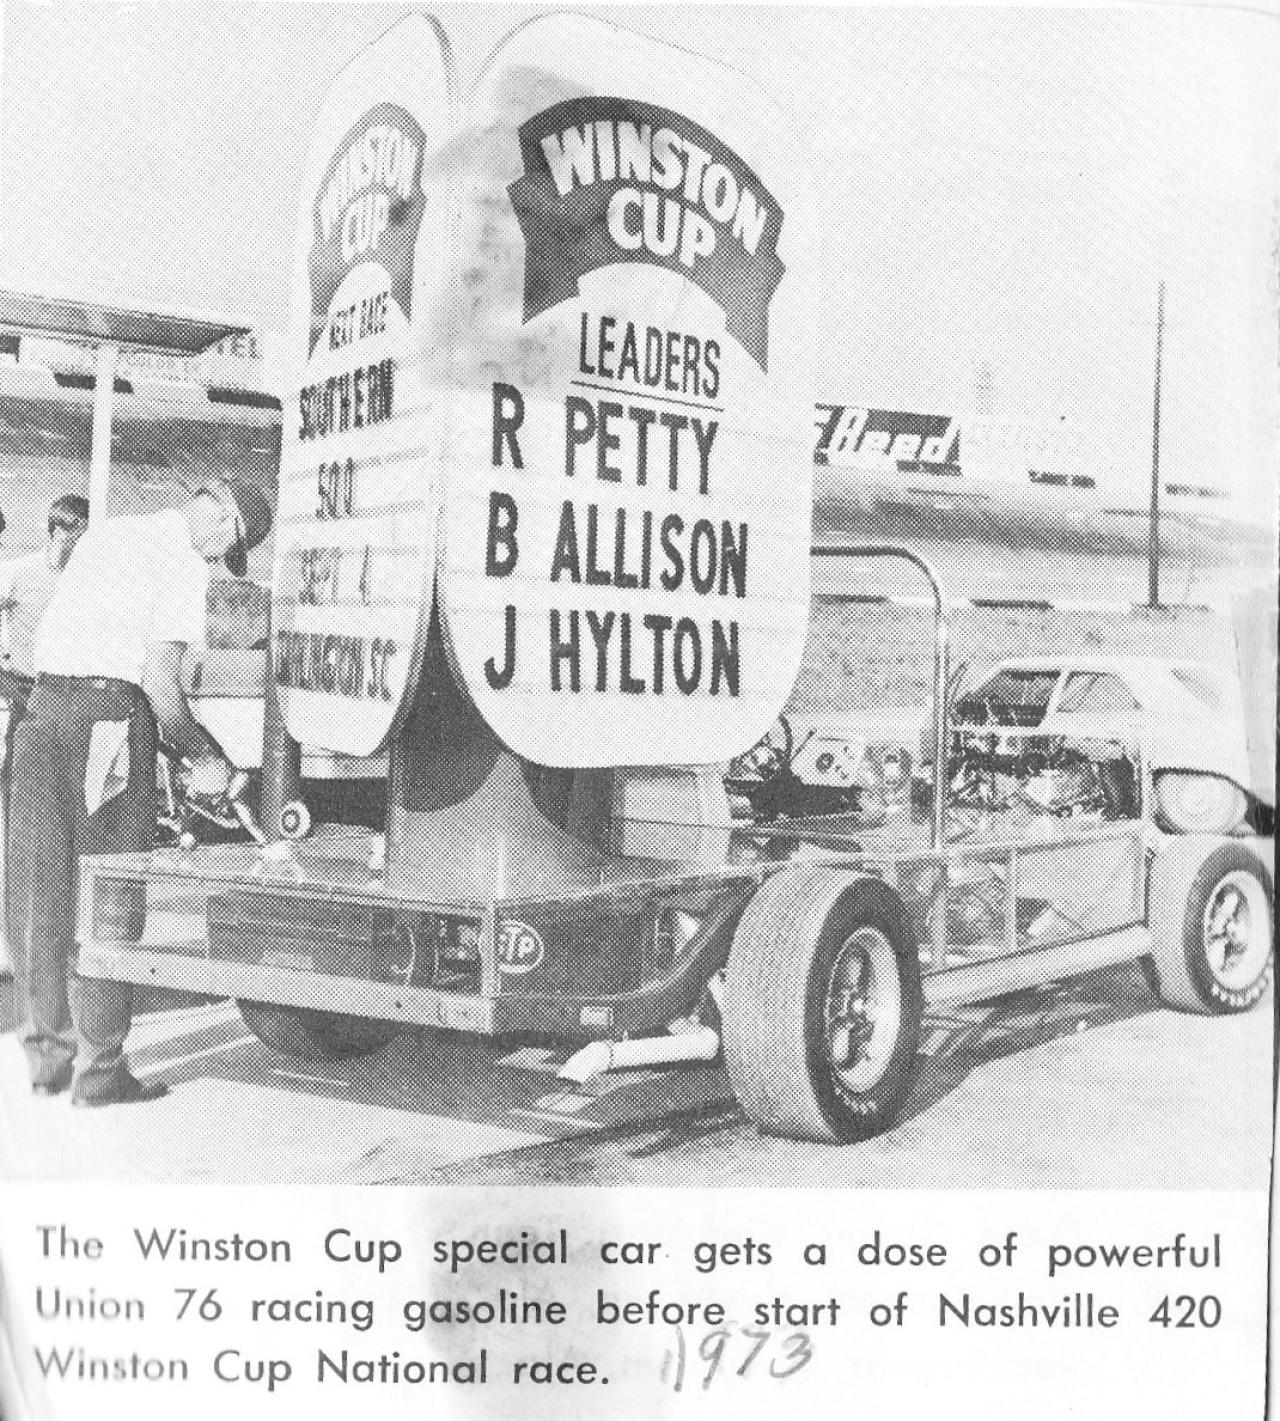 WINSTON
CUP
NEXT RACE
SOUTHERN
500
SEPT
DARLINGTON SC
WINSTON
CUP
LEADERS
R PETTY
B ALLISON
J HYLTON
Reed
STP
The Winston Cup special car gets a dose of powerful
Union 76 racing gasoline before start of Nashville 420
Winston Cup National race. 1973